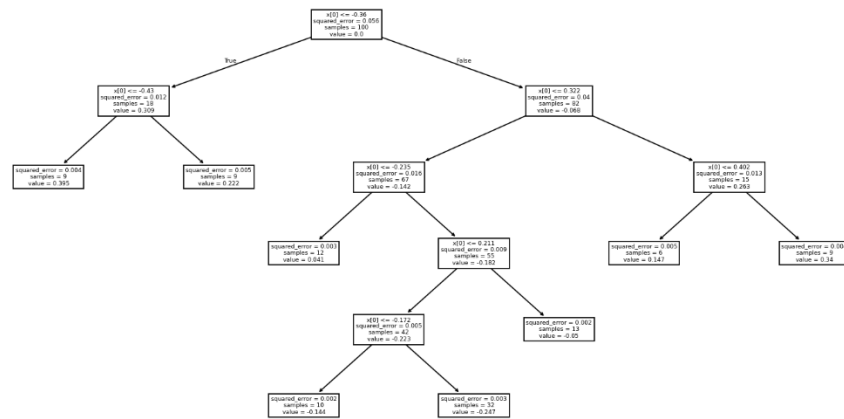 x[0] <= -0.36
squared_error = 0.056
samples = 100
value = 0.0
True
False
x[0] <= -0.43
squared_error = 0.012
samples = 18
value = 0.309
x[0] <= 0.322
squared_error = 0.04
samples = 82
value = -0.068
squared_error = 0.004
samples = 9
value = 0.395
squared_error = 0.005
samples = 9
value = 0.222
x[0] <= -0.235
squared_error = 0.016
samples = 67
value = -0.142
x[0] <= 0.402
squared_error = 0.013
samples = 15
value = 0.263
squared_error = 0.003
samples = 12
value = 0.041
x[0] <= 0.211
squared_error = 0.009
samples = 55
value = -0.182
squared_error = 0.005
samples = 6
value = 0.147
squared_error = 0.004
samples = 9
value = 0.34
x[0] <= -0.172
squared_error = 0.005
samples = 42
value = -0.223
squared_error = 0.002
samples = 13
value = -0.05
squared_error = 0.002
samples = 10
value = -0.144
squared_error = 0.003
samples = 32
value = -0.247